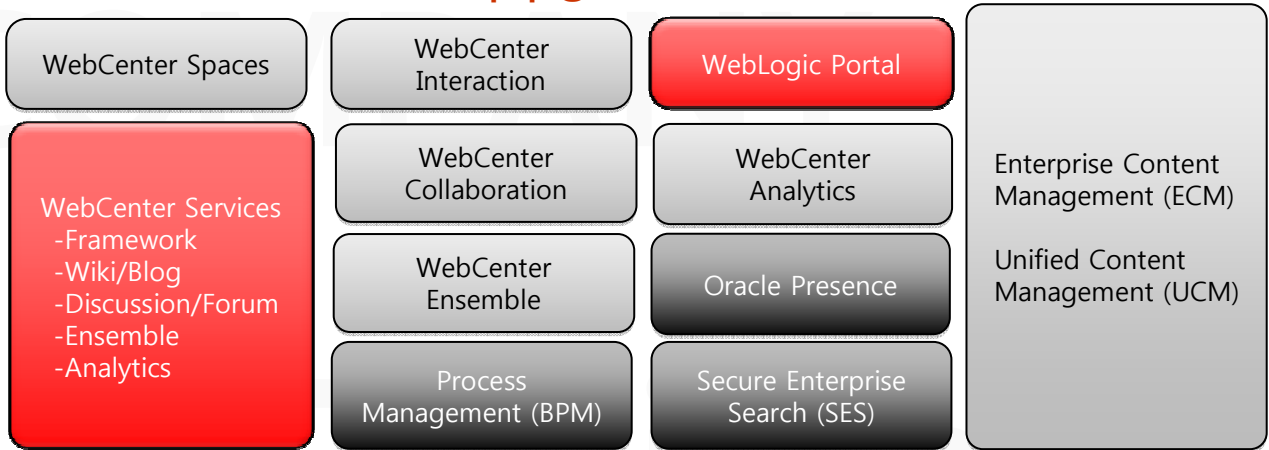 WebCenter Spaces
WebCenter Services
-Framework
-Wiki/Blog
-Discussion/Forum
-Ensemble
-Analytics
WebCenter
Interaction
WebCenter
Collaboration
WebCenter
Ensemble
Process
Management (BPM)
WebLogic Portal
WebCenter
Analytics
Oracle Presence
Secure Enterprise
Search (SES)
Enterprise Content
Management (ECM)
Unified Content
Management (UCM)